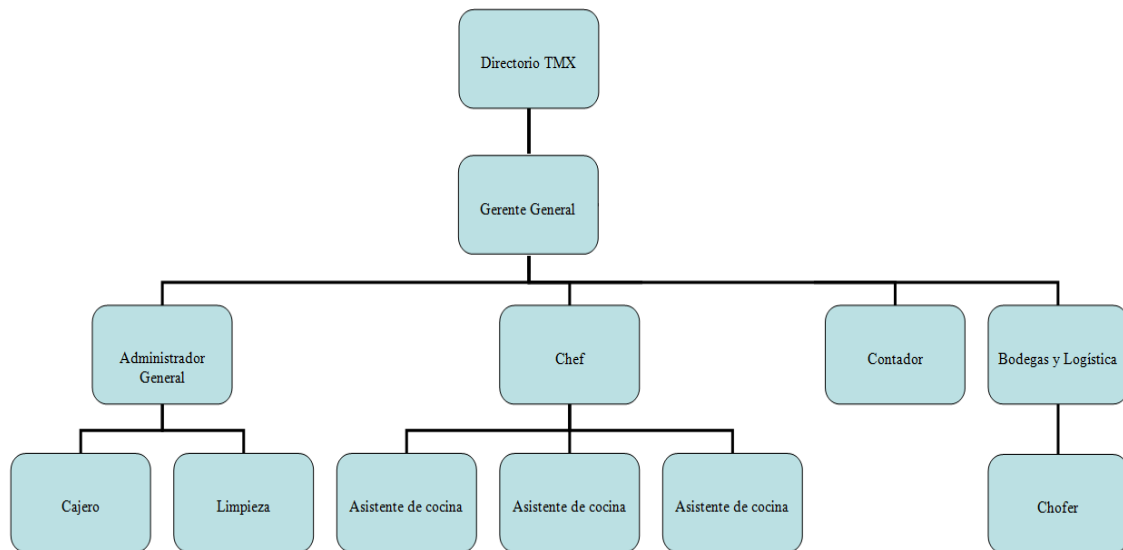 Directorio TMX
Gerente General
Administrador
General
Chef
Contador
Bodegas y Logística
Cajero
Limpieza
Asistente de cocina
Asistente de cocina
Asistente de cocina
Chofer